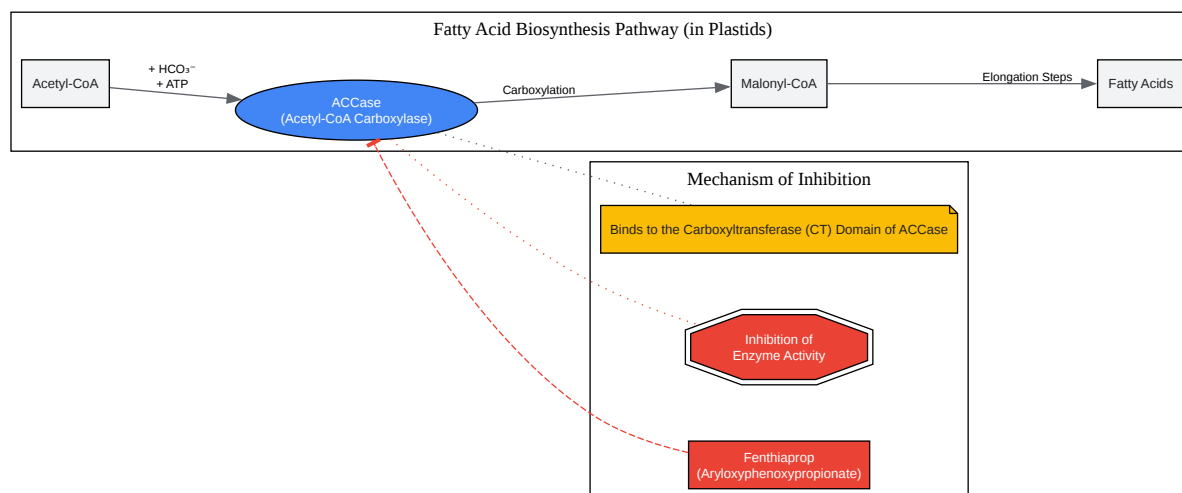 Fatty Acid Biosynthesis Pathway (in Plastids)
Acetyl-CoA
+ HCO₃⁻
+ ATP
ACCase
(Acetyl-CoA Carboxylase)
Carboxylation
Malonyl-CoA
Elongation Steps
Fatty Acids
Mechanism of Inhibition
Binds to the Carboxyltransferase (CT) Domain of ACCase
Inhibition of
Enzyme Activity
Fenthiaprop
(Aryloxyphenoxypropionate)